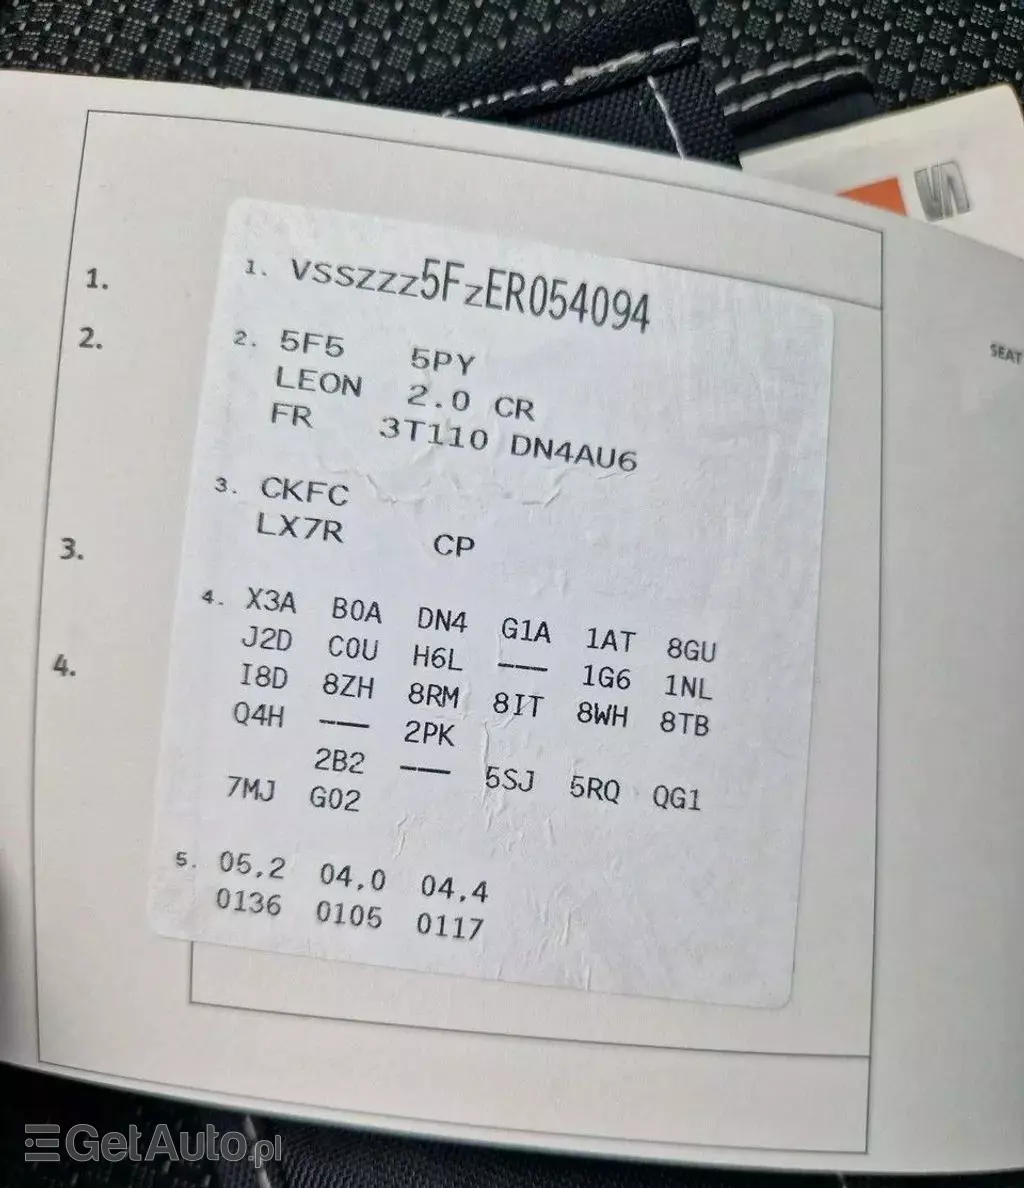 1. VSSZZZ5FZER054094
1.
2. 5F5 5PY
2.
LEON 2.0 CR
SEAT
FR 3T110 DN4AU6
3. CKFC
LX7R CP
3.
4. X3A B0A DN4 G1A 1AT 8GU
J2D C0U H6L --- 1G6 1NL
4.
I8D 8ZH 8RM 8IT 8WH 8TB
Q4H --- 2PK
2B2 --- 5SJ 5RQ QG1
7MJ G02
5. 05,2 04,0 04,4
0136 0105 0117
GetAuto.pl